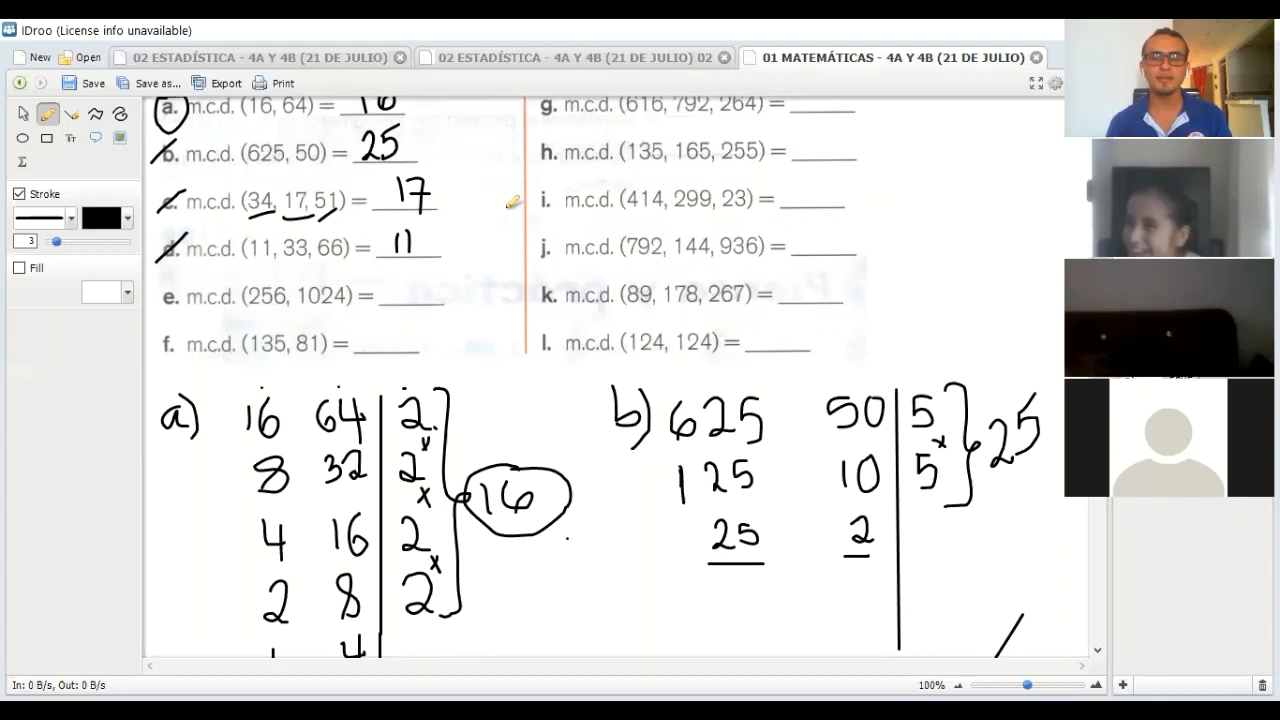 IDroo (License info unavailable)
New Open 02 ESTADÍSTICA - 4A Y 4B (21 DE JULIO) 02 ESTADÍSTICA - 4A Y 4B (21 DE JULIO) 02 01 MATEMÁTICAS - 4A Y 4B (21 DE JULIO)
Save Save as... Export Print
Tr
Σ
Stroke
3
Fill
a. m.c.d. (16, 64) = 16
b. m.c.d. (625, 50) = 25
c. m.c.d. (34, 17, 51) = 17
d. m.c.d. (11, 33, 66) = 11
e. m.c.d. (256, 1024) = ______
f. m.c.d. (135, 81) = ______
g. m.c.d. (616, 792, 264) = ______
h. m.c.d. (135, 165, 255) = ______
i. m.c.d. (414, 299, 23) = ______
j. m.c.d. (792, 144, 936) = ______
k. m.c.d. (89, 178, 267) = ______
l. m.c.d. (124, 124) = ______
a) 16 64 2
8 32 2 x
4 16 2 x
2 8 2 x
1 4
16
b) 625 50 5
125 10 5 x
25 2
25
In: 0 B/s, Out: 0 B/s
100%